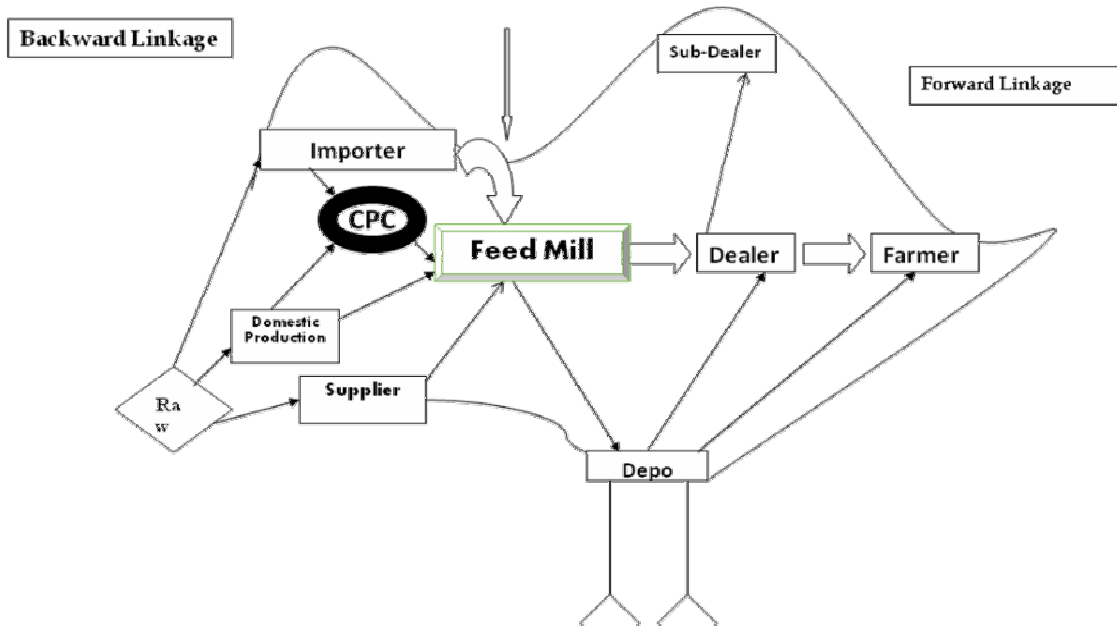 Backward Linkage
Sub-Dealer
Forward Linkage
Importer
CPC
Feed Mill
Dealer
Farmer
Domestic
Production
Supplier
Ra
w
Depo